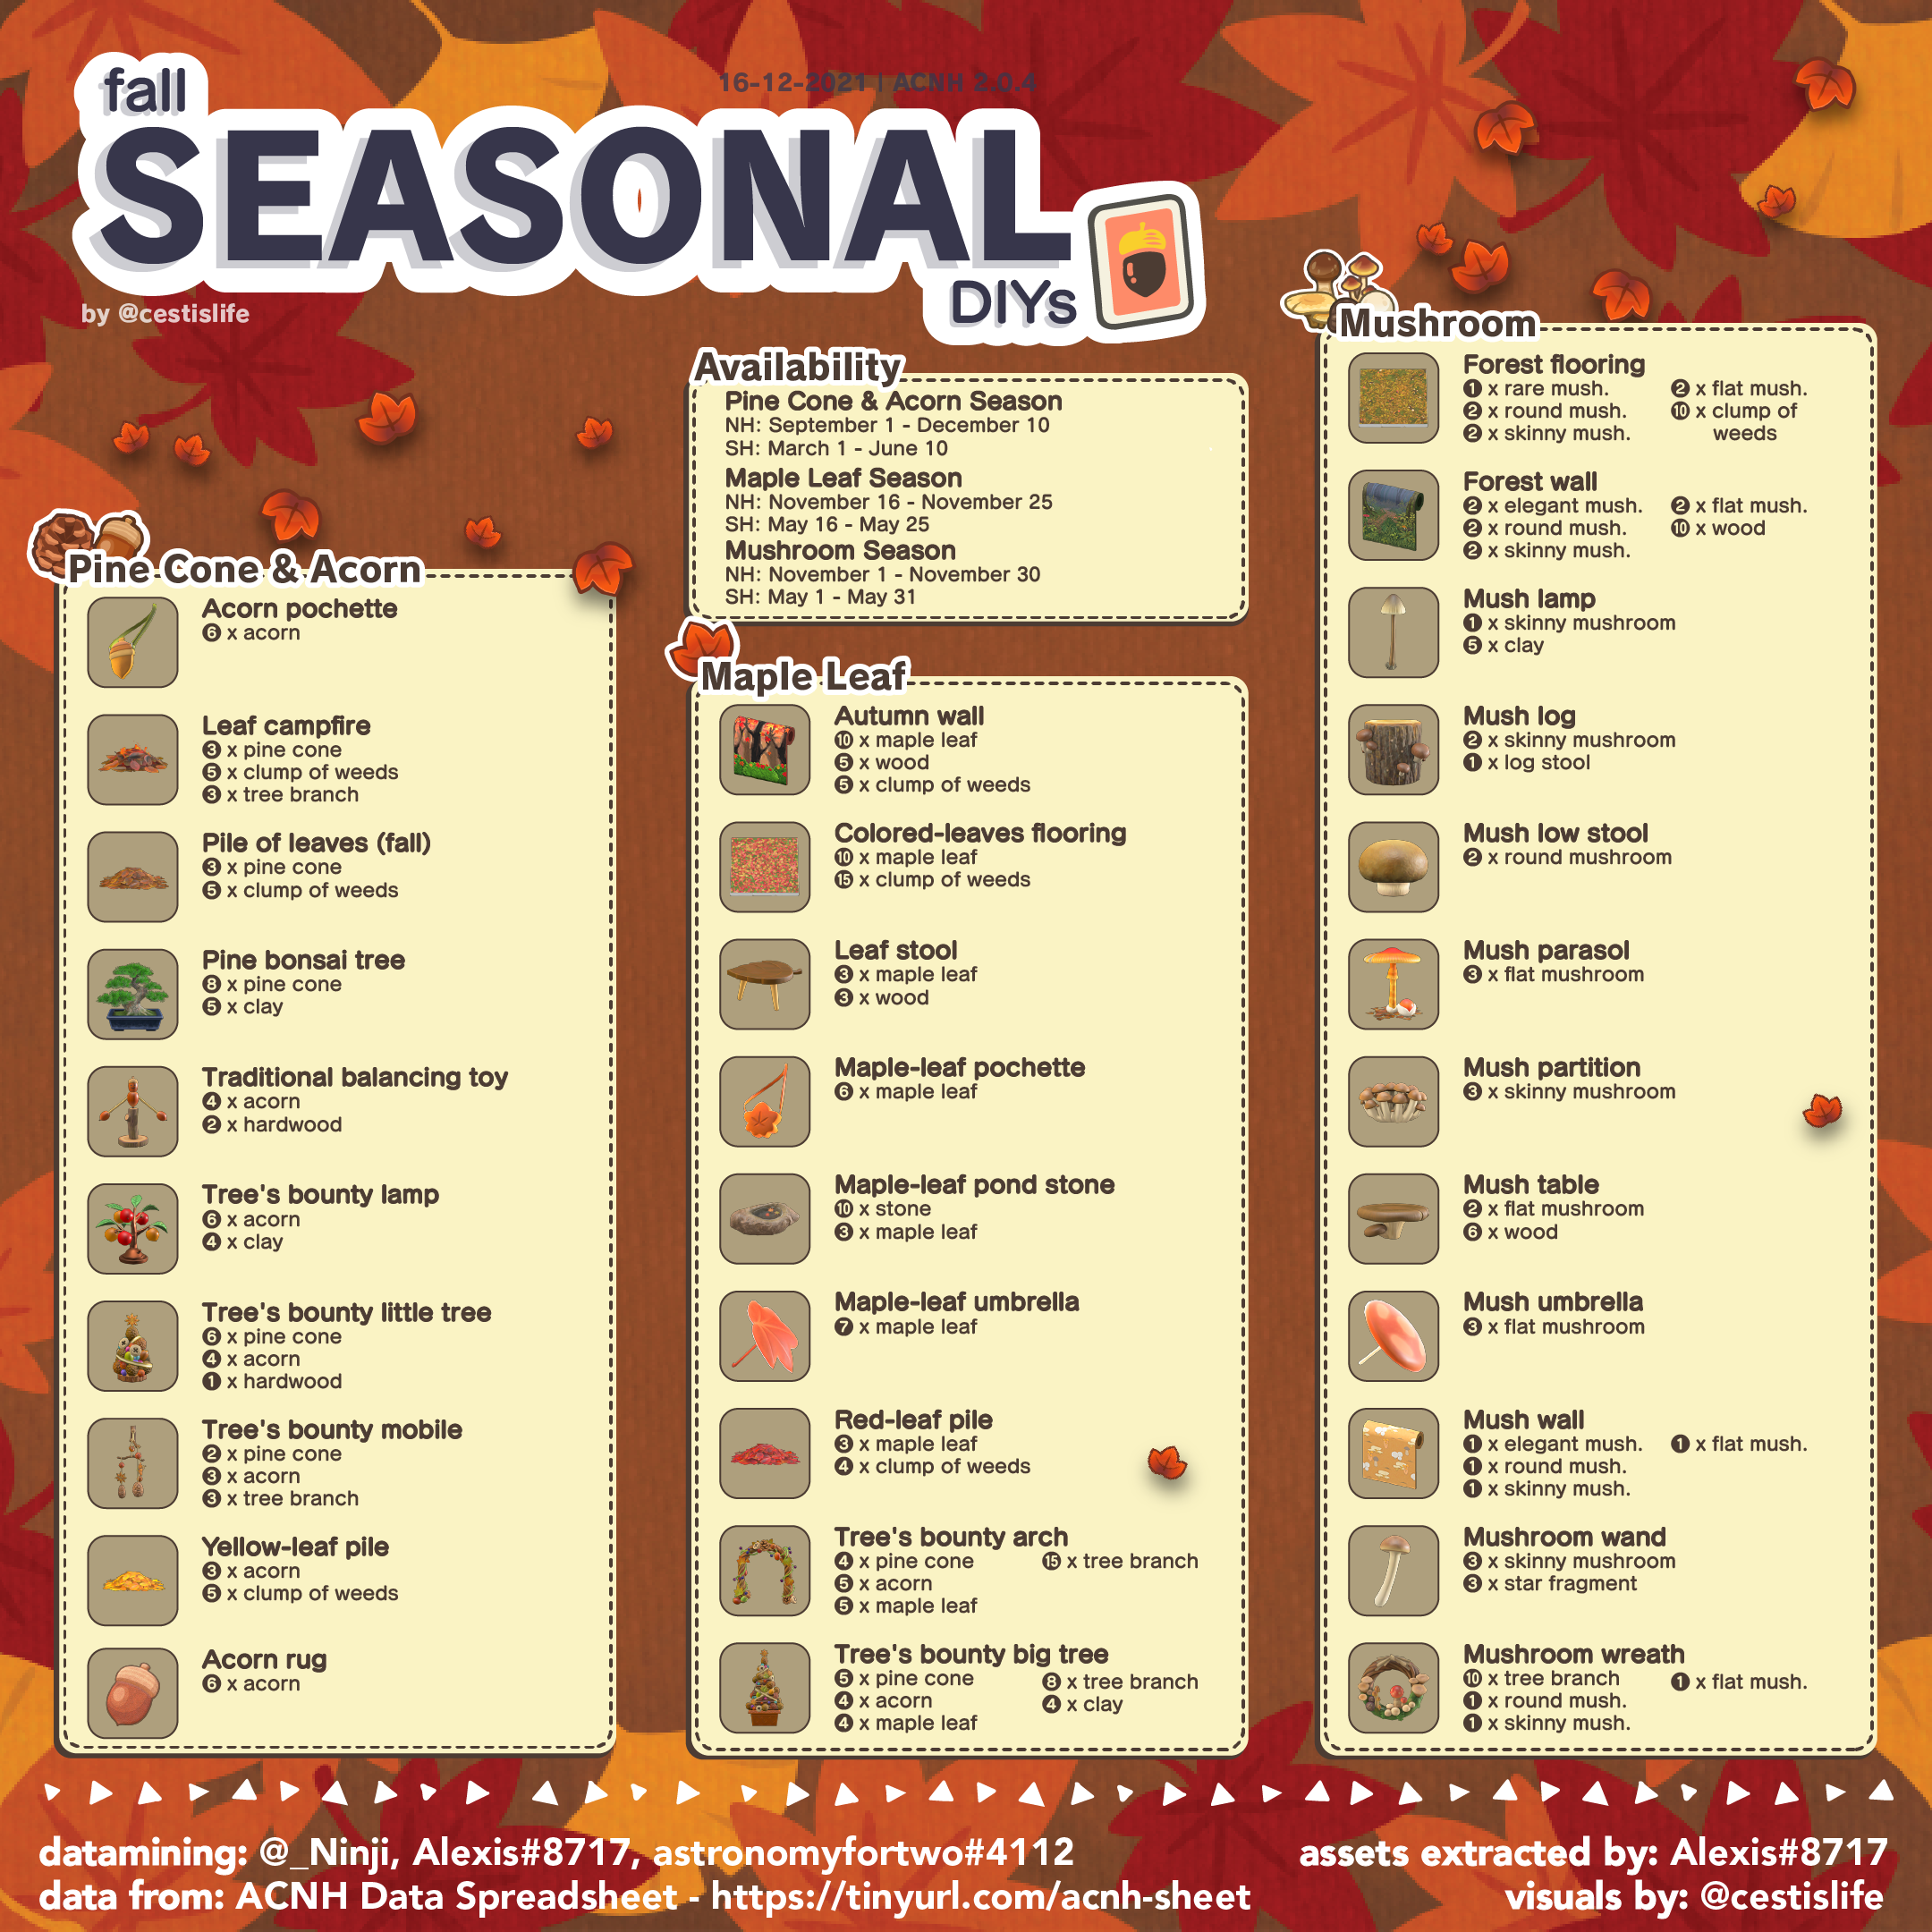 fall
16-12-2021 | ACNH 2.0.4
SEASONAL
DIYs
by @cestislife
Availability
Pine Cone & Acorn Season
NH: September 1 - December 10
SH: March 1 - June 10
Maple Leaf Season
NH: November 16 - November 25
SH: May 16 - May 25
Mushroom Season
NH: November 1 - November 30
SH: May 1 - May 31
Pine Cone & Acorn
Acorn pochette
6 x acorn
Leaf campfire
3 x pine cone
5 x clump of weeds
3 x tree branch
Pile of leaves (fall)
3 x pine cone
5 x clump of weeds
Pine bonsai tree
8 x pine cone
5 x clay
Traditional balancing toy
4 x acorn
2 x hardwood
Tree's bounty lamp
6 x acorn
4 x clay
Tree's bounty little tree
6 x pine cone
4 x acorn
1 x hardwood
Tree's bounty mobile
2 x pine cone
3 x acorn
3 x tree branch
Yellow-leaf pile
3 x acorn
5 x clump of weeds
Acorn rug
6 x acorn
Maple Leaf
Autumn wall
10 x maple leaf
5 x wood
5 x clump of weeds
Colored-leaves flooring
10 x maple leaf
15 x clump of weeds
Leaf stool
3 x maple leaf
3 x wood
Maple-leaf pochette
6 x maple leaf
Maple-leaf pond stone
10 x stone
3 x maple leaf
Maple-leaf umbrella
7 x maple leaf
Red-leaf pile
3 x maple leaf
4 x clump of weeds
Tree's bounty arch
4 x pine cone
5 x acorn
5 x maple leaf
15 x tree branch
Tree's bounty big tree
5 x pine cone
4 x acorn
4 x maple leaf
8 x tree branch
4 x clay
Mushroom
Forest flooring
1 x rare mush.
2 x round mush.
2 x skinny mush.
2 x flat mush.
10 x clump of
weeds
Forest wall
2 x elegant mush.
2 x round mush.
2 x skinny mush.
2 x flat mush.
10 x wood
Mush lamp
1 x skinny mushroom
5 x clay
Mush log
2 x skinny mushroom
1 x log stool
Mush low stool
2 x round mushroom
Mush parasol
3 x flat mushroom
Mush partition
3 x skinny mushroom
Mush table
2 x flat mushroom
6 x wood
Mush umbrella
3 x flat mushroom
Mush wall
1 x elegant mush.
1 x round mush.
1 x skinny mush.
1 x flat mush.
Mushroom wand
3 x skinny mushroom
3 x star fragment
Mushroom wreath
10 x tree branch
1 x round mush.
1 x skinny mush.
1 x flat mush.
datamining: @_Ninji, Alexis#8717, astronomyfortwo#4112
data from: ACNH Data Spreadsheet - https://tinyurl.com/acnh-sheet
assets extracted by: Alexis#8717
visuals by: @cestislife